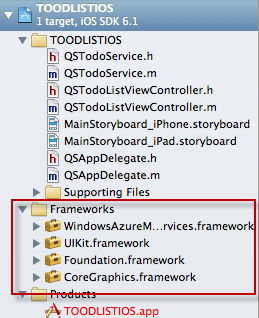 TOODLISTIOS
1 target, iOS SDK 6.1
TOODLISTIOS
QSTodoService.h
QSTodoService.m
QSTodoListViewController.h
QSTodoListViewController.m
MainStoryboard_iPhone.storyboard
MainStoryboard_iPad.storyboard
QSAppDelegate.h
QSAppDelegate.m
Supporting Files
Frameworks
WindowsAzureM...rvices.framework
UIKit.framework
Foundation.framework
CoreGraphics.framework
Products
TOODLISTIOS.app